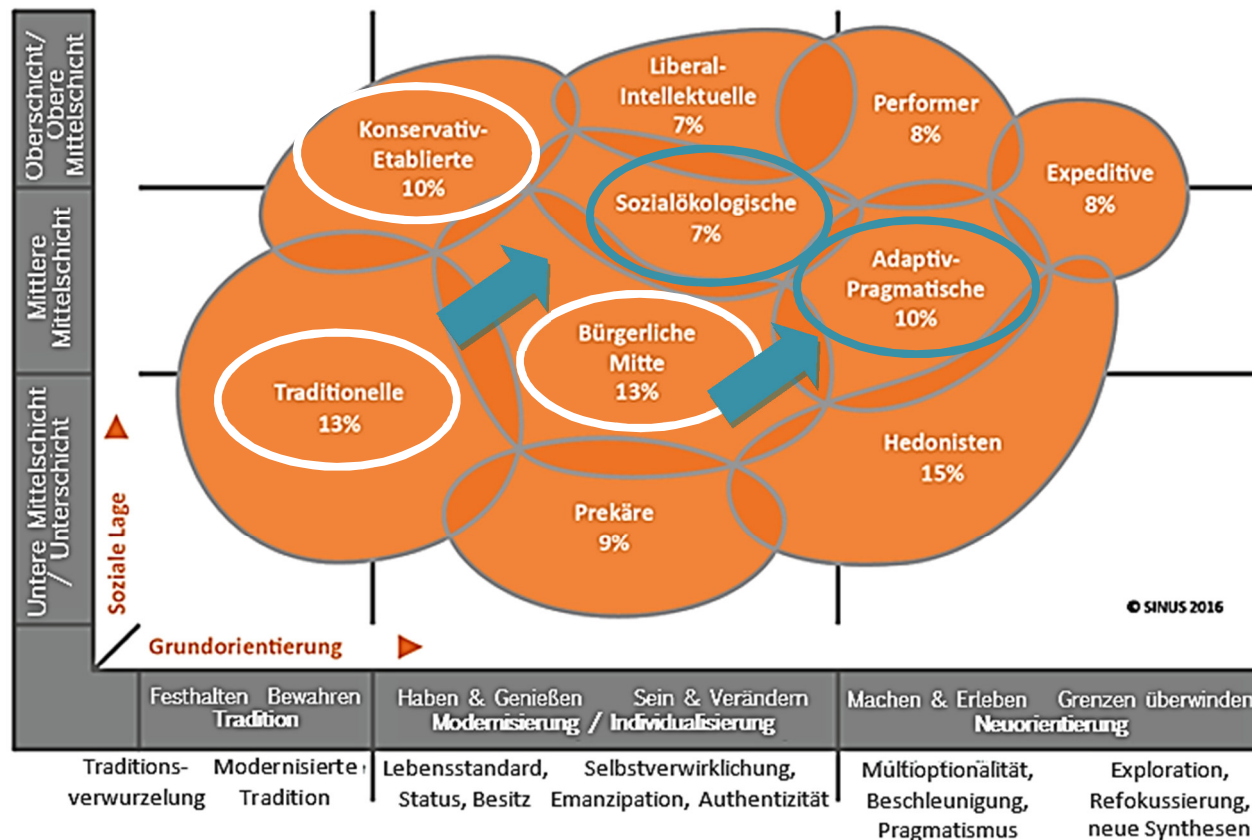 Oberschicht/
Obere
Mittelschicht
Mittlere
Mittelschicht
Untere Mittelschicht
/ Unterschicht
Soziale Lage
Liberal-
Intellektuelle
7%
Performer
8%
Konservativ-
Etablierte
10%
Expeditive
8%
Sozialökologische
7%
Adaptiv-
Pragmatische
10%
Bürgerliche
Mitte
13%
Traditionelle
13%
Hedonisten
15%
Prekäre
9%
© SINUS 2016
Grundorientierung
Festhalten Bewahren
Tradition
Haben & Genießen Sein & Verändern
Modernisierung / Individualisierung
Machen & Erleben Grenzen überwinden
Neuorientierung
Traditions-
verwurzelung
Modernisierte
Tradition
Lebensstandard,
Status, Besitz
Selbstverwirklichung,
Emanzipation, Authentizität
Multioptionalität,
Beschleunigung,
Pragmatismus
Exploration,
Refokussierung,
neue Synthesen